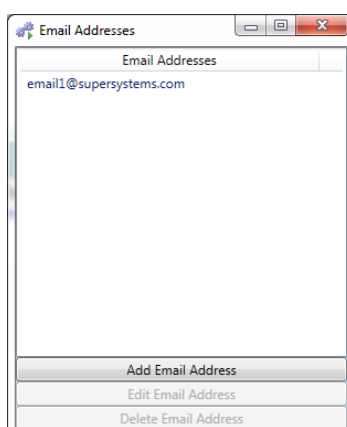 Email Addresses
Email Addresses
email1@supersystems.com
Add Email Address
Edit Email Address
Delete Email Address